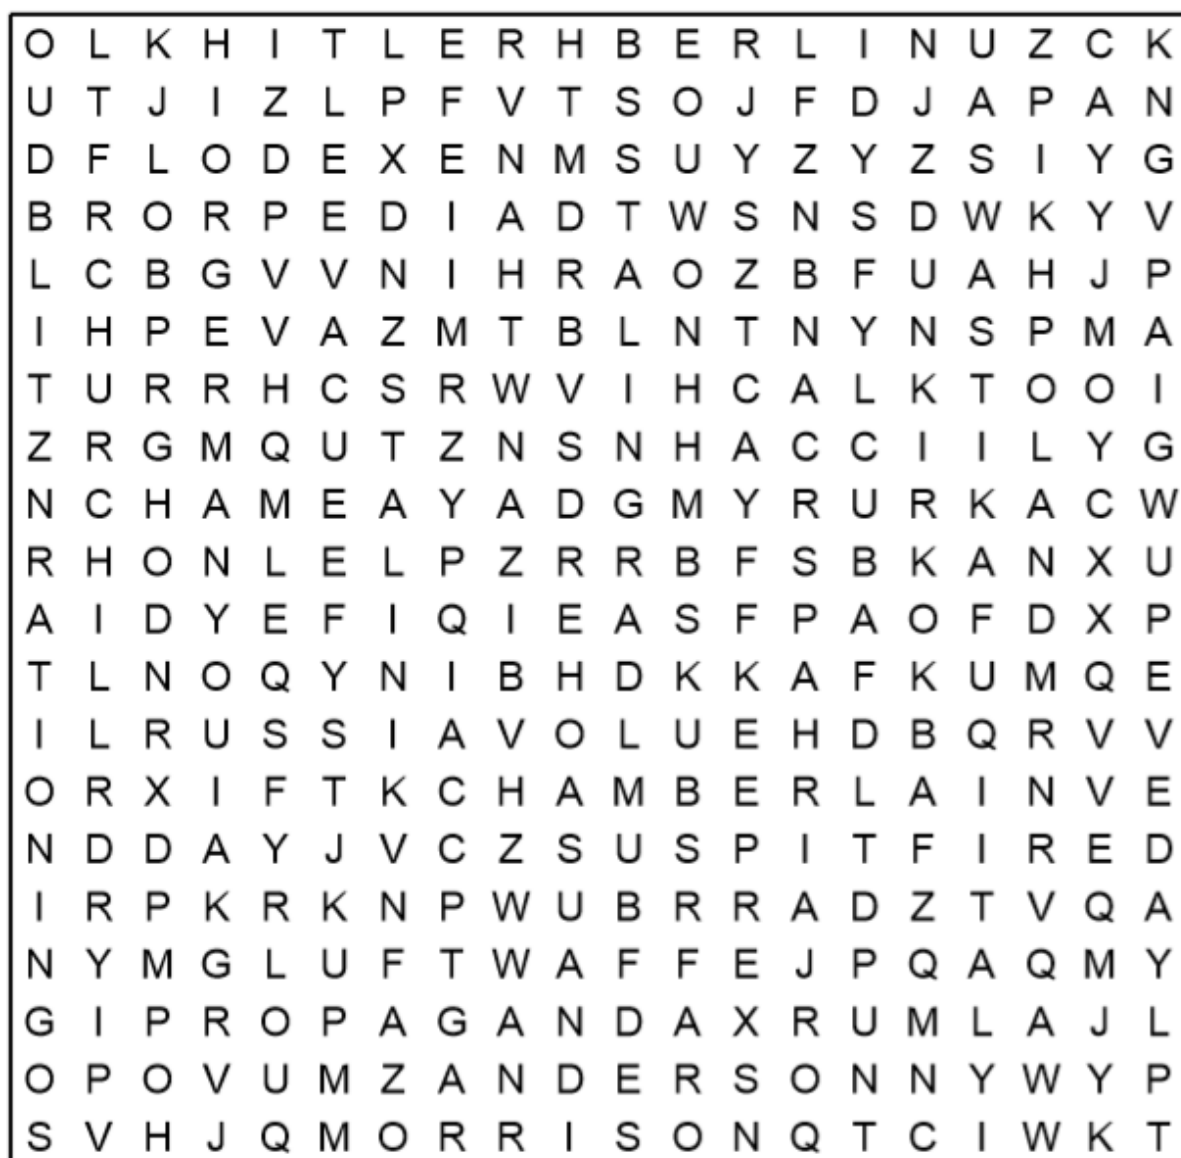 O L K H I T L E R H B E R L I N U Z C K
U T J I Z L P F V T S O J F D J A P A N
D F L O D E X E N M S U Y Z Y Z S I Y G
B R O R P E D I A D T W S N S D W K Y V
L C B G V V N I H R A O Z B F U A H J P
I H P E V A Z M T B L N T N Y N S P M A
T U R R H C S R W V I H C A L K T O O I
Z R G M Q U T Z N S N H A C C I I L Y G
N C H A M E A Y A D G M Y R U R K A C W
R H O N L E L P Z R R B F S B K A N X U
A I D Y E F I Q I E A S F P A O F D X P
T L N O Q Y N I B H D K K A F K U M Q E
I L R U S S I A V O L U E H D B Q R V V
O R X I F T K C H A M B E R L A I N V E
N D D A Y J V C Z S U S P I T F I R E D
I R P K R K N P W U B R R A D Z T V Q A
N Y M G L U F T W A F F E J P Q A Q M Y
G I P R O P A G A N D A X R U M L A J L
O P O V U M Z A N D E R S O N N Y W Y P
S V H J Q M O R R I S O N Q T C I W K T